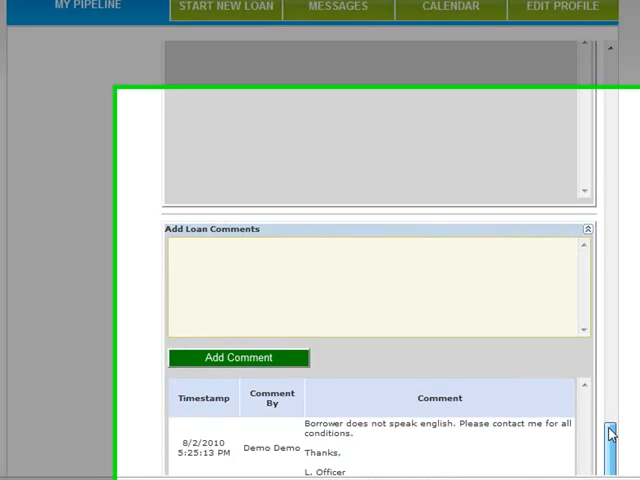 MY PIPELINE
START NEW LOAN
MESSAGES
CALENDAR
EDIT PROFILE
Add Loan Comments
Add Comment
Timestamp
Comment By
Comment
8/2/2010
5:25:13 PM
Demo Demo
Borrower does not speak english. Please contact me for all
conditions.
Thanks,
L. Officer